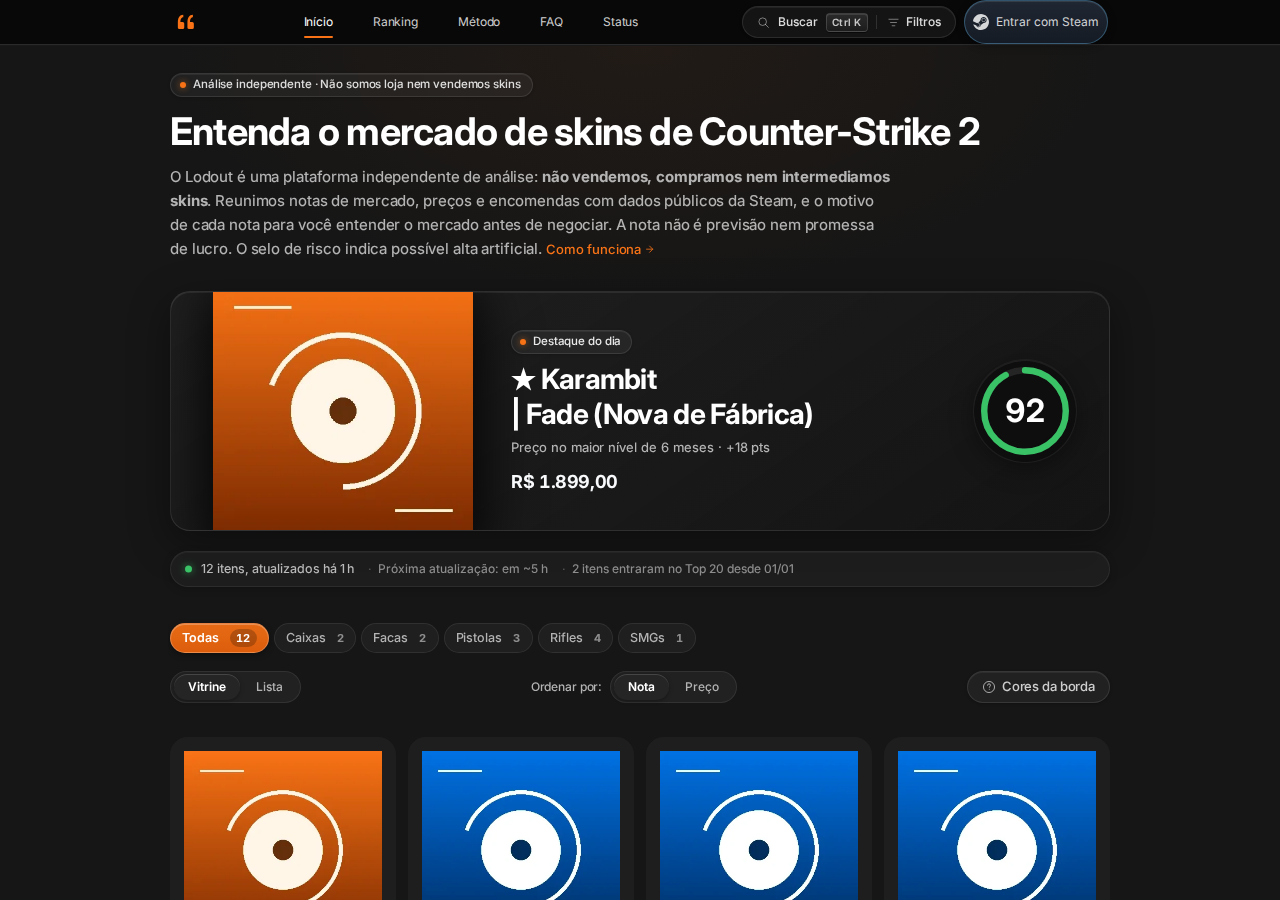 Início
Ranking
Método
FAQ
Status
Buscar Ctrl K Filtros
Entrar com Steam
Análise independente · Não somos loja nem vendemos skins
Entenda o mercado de skins de Counter-Strike 2
O Lodout é uma plataforma independente de análise: não vendemos, compramos nem intermediamos
skins. Reunimos notas de mercado, preços e encomendas com dados públicos da Steam, e o motivo
de cada nota para você entender o mercado antes de negociar. A nota não é previsão nem promessa
de lucro. O selo de risco indica possível alta artificial. Como funciona →
Destaque do dia
★ Karambit
| Fade (Nova de Fábrica)
Preço no maior nível de 6 meses · +18 pts
R$ 1.899,00
92
12 itens, atualizados há 1 h · Próxima atualização: em ~5 h · 2 itens entraram no Top 20 desde 01/01
Todas 12
Caixas 2
Facas 2
Pistolas 3
Rifles 4
SMGs 1
Vitrine
Lista
Ordenar por: Nota Preço
Cores da borda